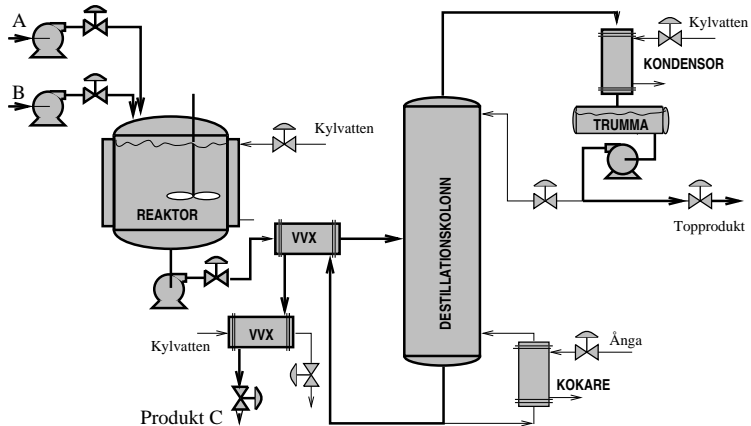 A
B
Kylvatten
KONDENSOR
TRUMMA
Kylvatten
REAKTOR
DESTILLATIONSKOLONN
Topprodukt
VVX
VVX
Kylvatten
Ånga
KOKARE
Produkt C